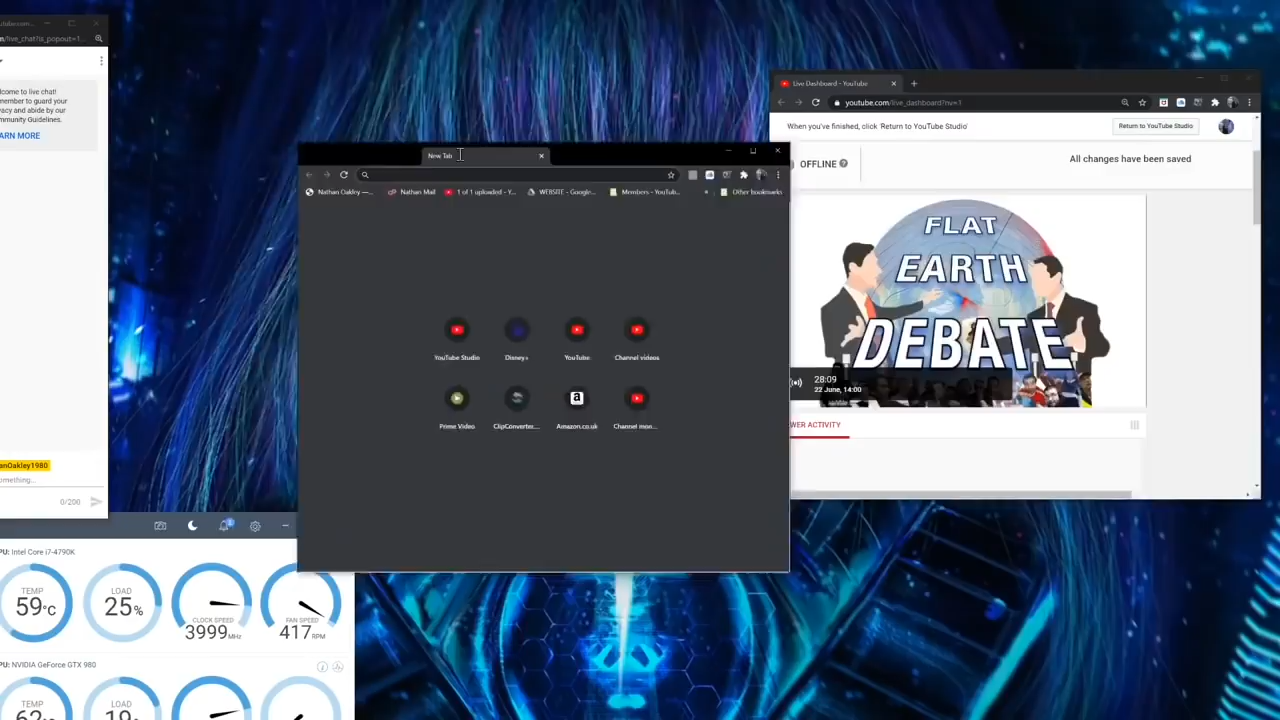 /live_chat?is_popout=1...
elcome to live chat!
member to guard your
vacy and abide by our
mmunity Guidelines.
ARN MORE
anOakley1980
something...
0/200
PU: Intel Core i7-4790K
TEMP
59°C
LOAD
25%
CLOCK SPEED
3999MHz
FAN SPEED
417RPM
PU: NVIDIA GeForce GTX 980
TEMP
LOAD
New Tab
Nathan Oakley —...
Nathan Mail
1 of 1 uploaded - Y...
WEBSITE - Google...
Members - YouTub...
»
Other bookmarks
YouTube Studio
Disney+
YouTube
Channel videos
Prime Video
ClipConverter...
Amazon.co.uk
Channel mon...
Live Dashboard - YouTube
youtube.com/live_dashboard?nv=1
When you've finished, click 'Return to YouTube Studio'
Return to YouTube Studio
OFFLINE
All changes have been saved
FLAT
EARTH
DEBATE
28:09
22 June, 14:00
WER ACTIVITY